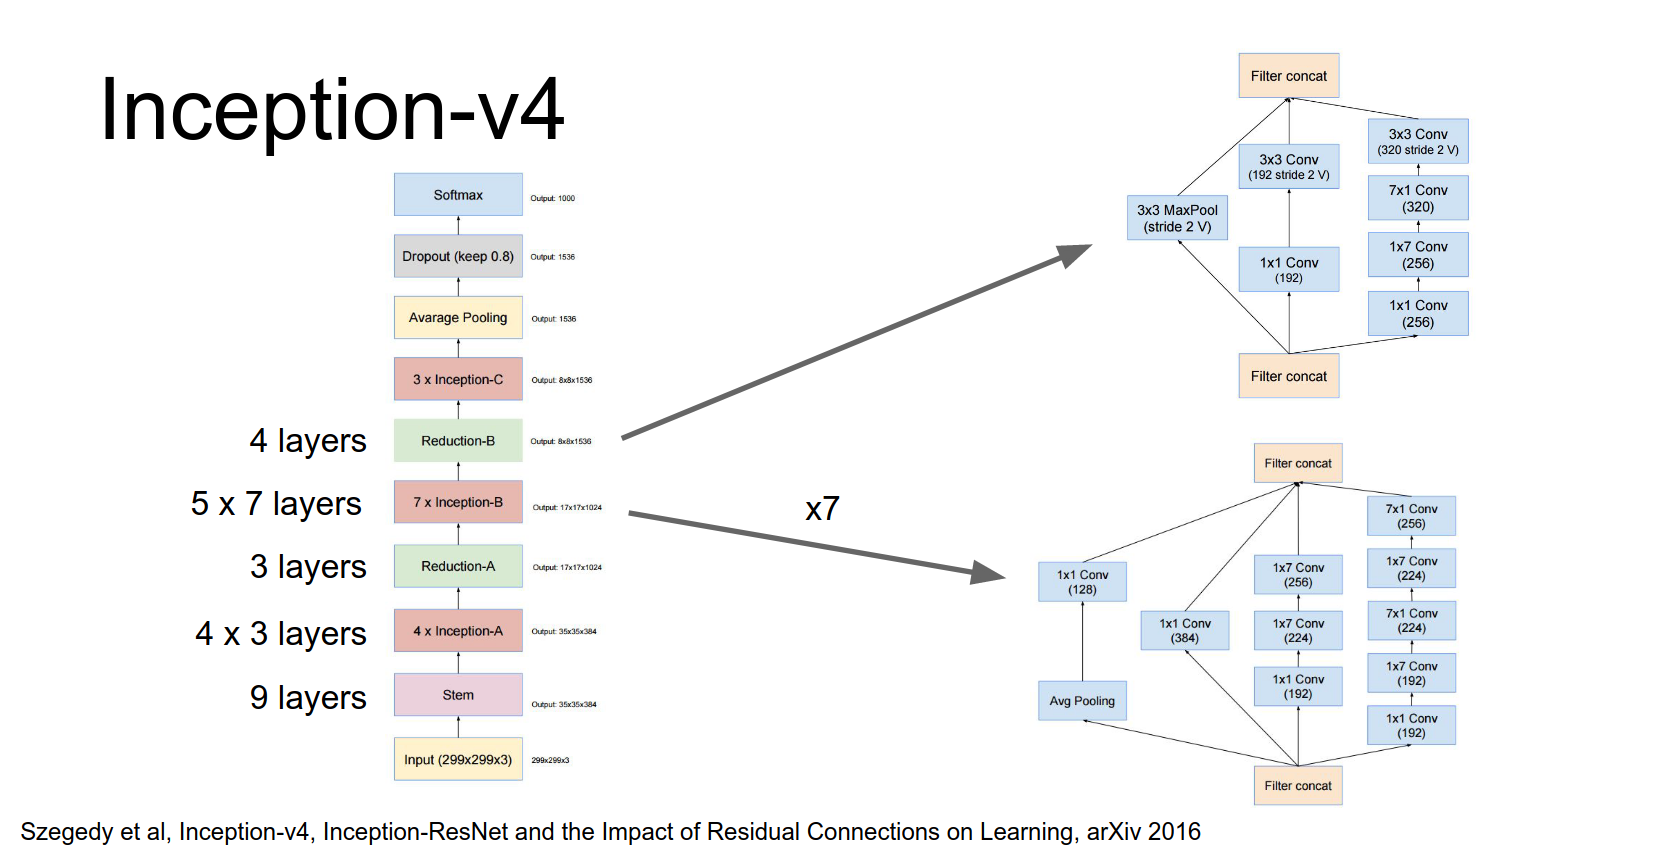 Inception-v4
Softmax
Output: 1000
Dropout (keep 0.8)
Output: 1536
Avarage Pooling
Output: 1536
3 x Inception-C
Output: 8x8x1536
4 layers
Reduction-B
Output: 8x8x1536
5 x 7 layers
7 x Inception-B
Output: 17x17x1024
3 layers
Reduction-A
Output: 17x17x1024
4 x 3 layers
4 x Inception-A
Output: 35x35x384
9 layers
Stem
Output: 35x35x384
Input (299x299x3)
299x299x3
x7
Filter concat
3x3 MaxPool
(stride 2 V)
3x3 Conv
(192 stride 2 V)
1x1 Conv
(192)
3x3 Conv
(320 stride 2 V)
7x1 Conv
(320)
1x7 Conv
(256)
1x1 Conv
(256)
Filter concat
Filter concat
1x1 Conv
(128)
Avg Pooling
1x1 Conv
(384)
1x7 Conv
(256)
1x7 Conv
(224)
1x1 Conv
(192)
7x1 Conv
(256)
1x7 Conv
(224)
7x1 Conv
(224)
1x7 Conv
(192)
1x1 Conv
(192)
Filter concat
Szegedy et al, Inception-v4, Inception-ResNet and the Impact of Residual Connections on Learning, arXiv 2016